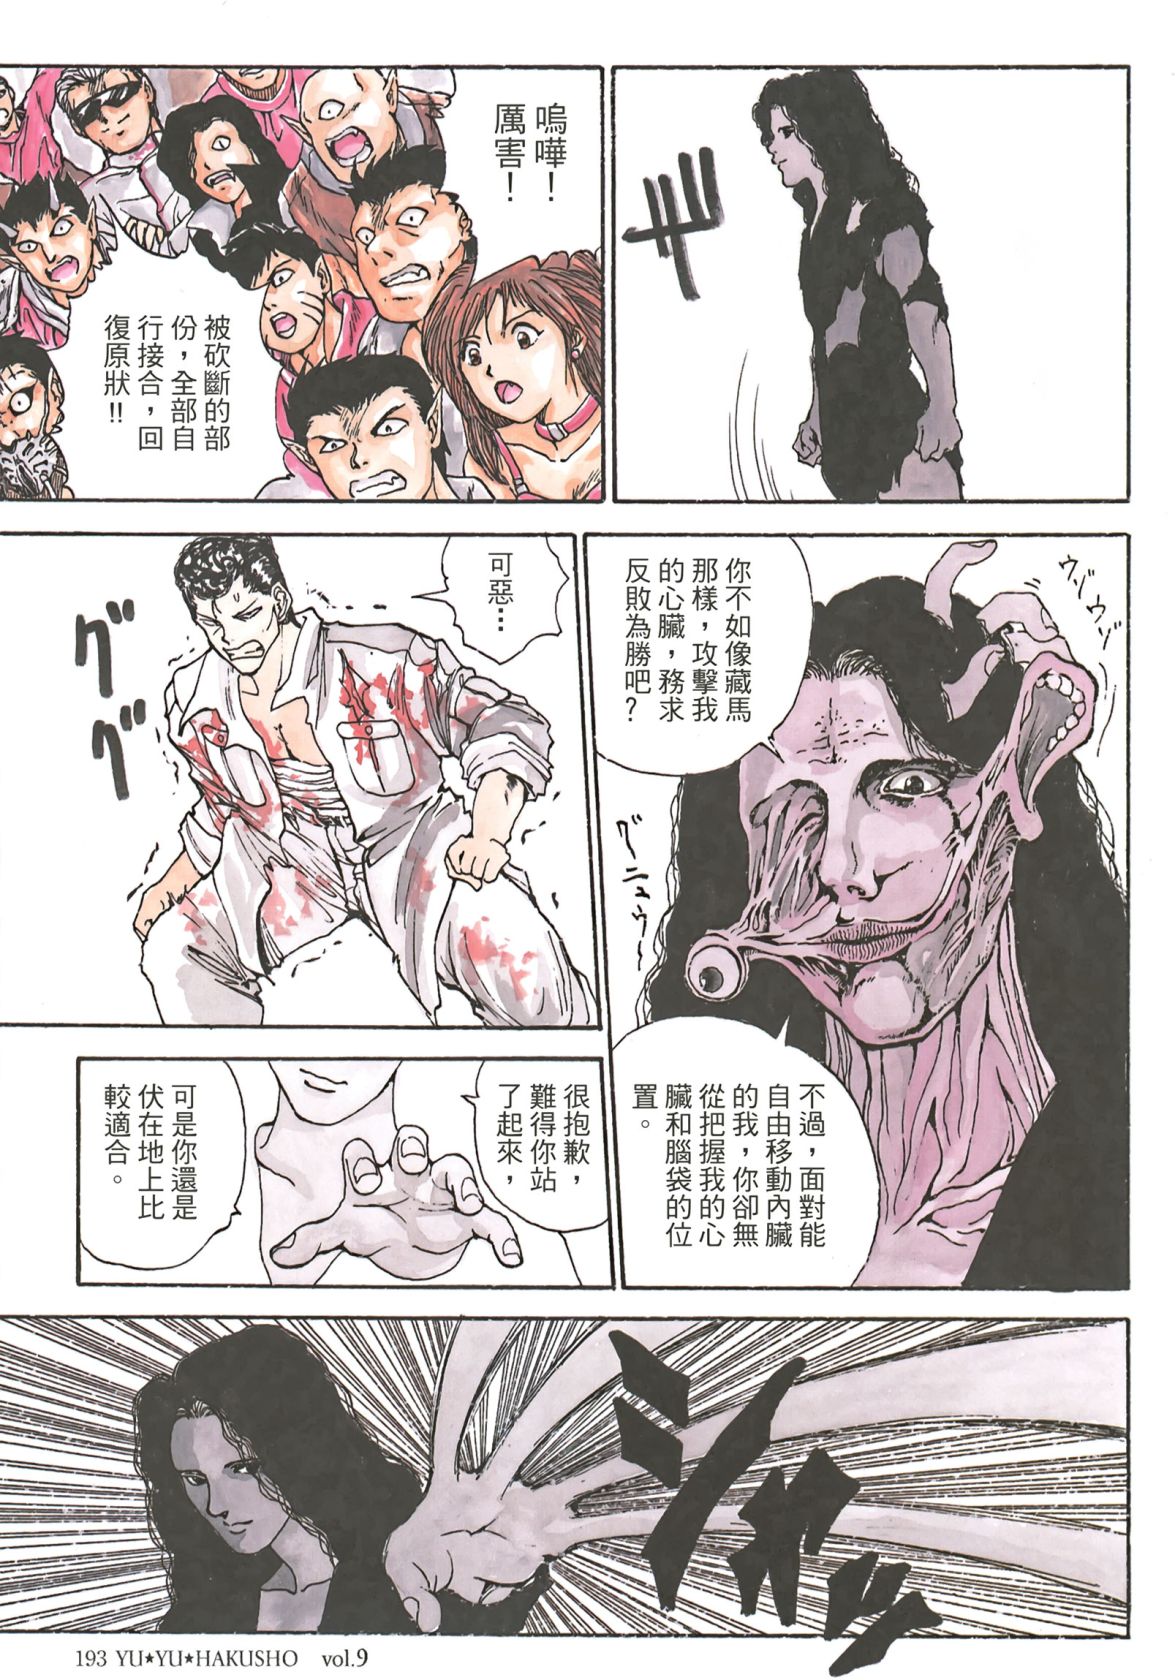 ギ
嗚嘩！
厲害！
被砍斷的部
份，全部自
行接合，回
復原狀!!
ウゾゾゾ
你不如像藏馬
那樣，攻擊我
的心臟，務求
反敗為勝吧？
グニュウ～
不過，面對能
自由移動內臟
的我，你卻無
從把握我的心
臟和腦袋的位
置。
可惡…
ググ
很抱歉，
難得你站
了起來，
可是你還是
伏在地上比
較適合。
193 YU★YU★HAKUSHO vol.9